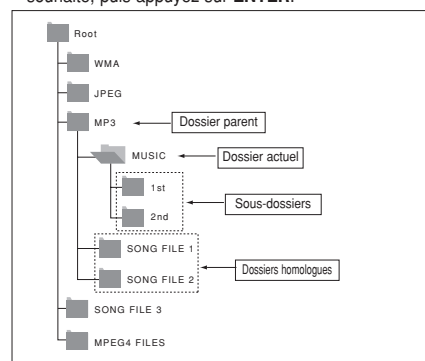 souhaité, puis appuyez sur ENTER.
Root
WMA
JPEG
MP3
Dossier parent
MUSIC
Dossier actuel
1st
2nd
Sous-dossiers
SONG FILE 1
SONG FILE 2
Dossiers homologues
SONG FILE 3
MPEG4 FILES